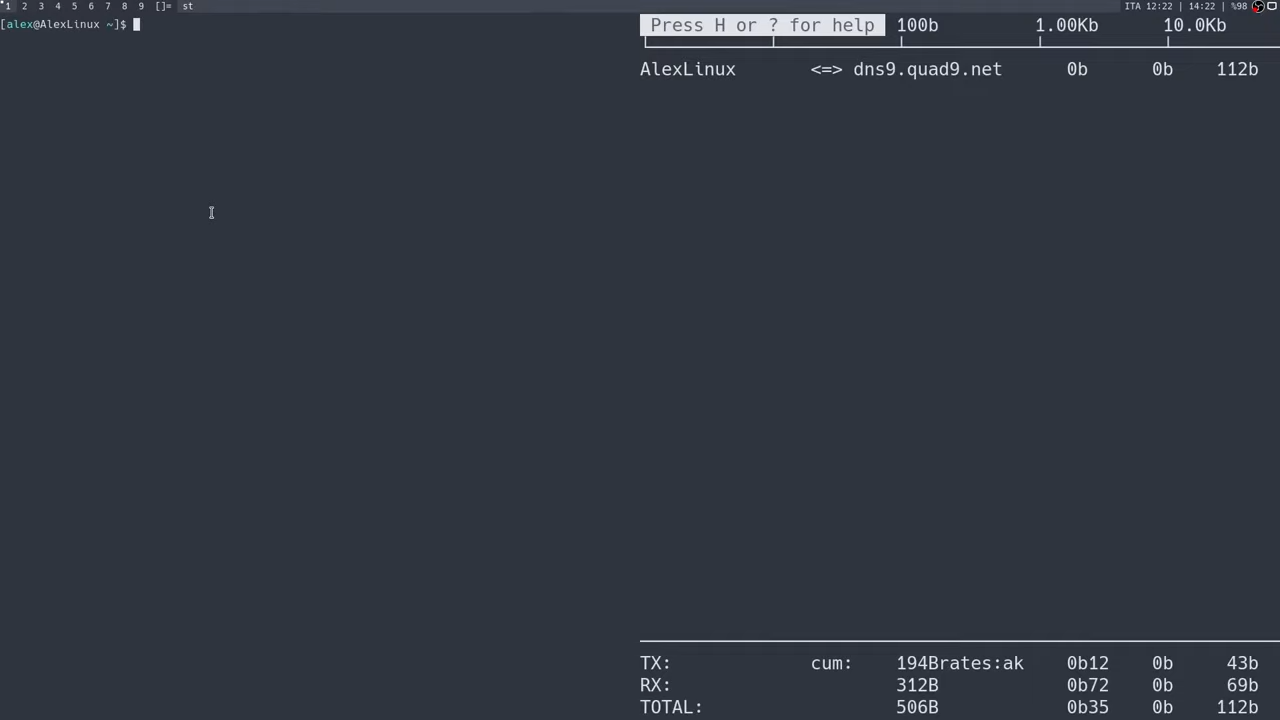 1 2 3 4 5 6 7 8 9 []= st ITA 12:22 | 14:22 | %98
[alex@AlexLinux ~]$
Press H or ? for help 100b 1.00Kb 10.0Kb
AlexLinux <=> dns9.quad9.net 0b 0b 112b
TX: cum: 194Brates:ak 0b12 0b 43b
RX: 312B 0b72 0b 69b
TOTAL: 506B 0b35 0b 112b